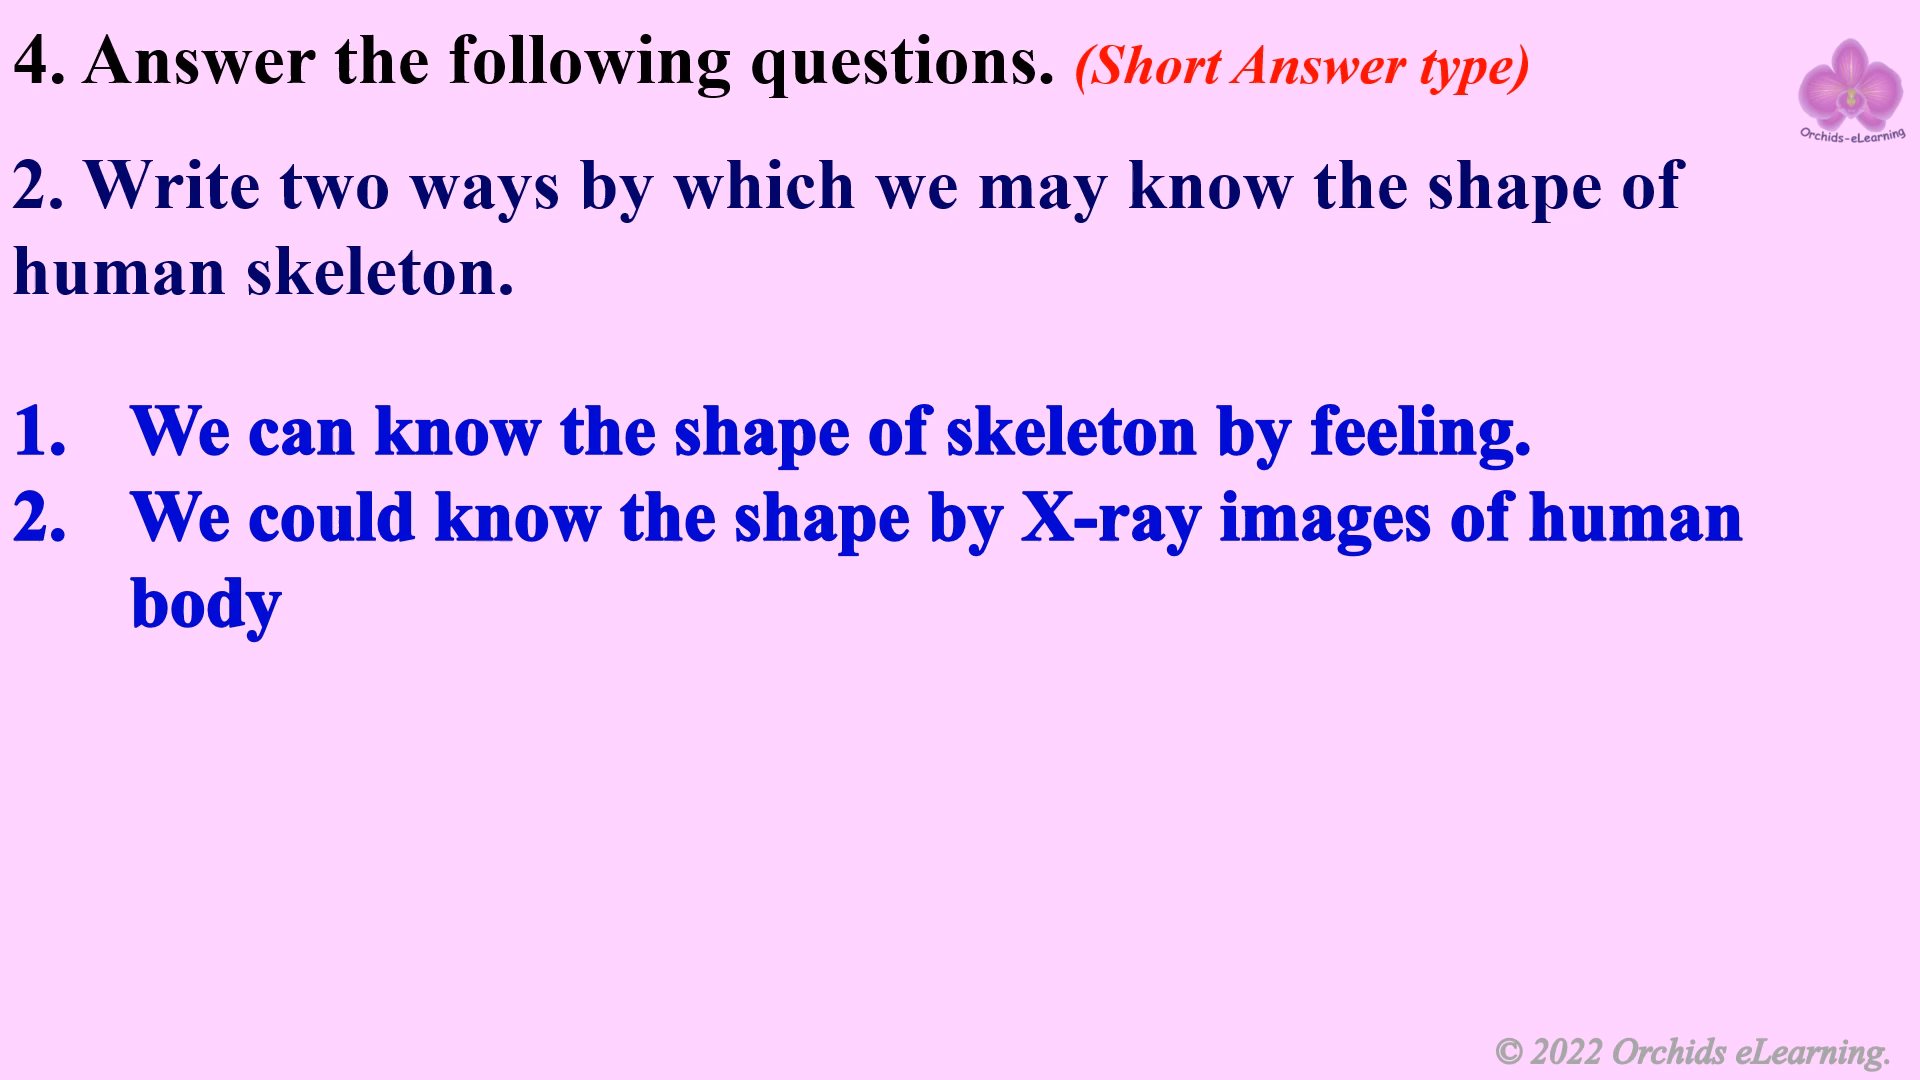 4. Answer the following questions. (Short Answer type)
Orchids-eLearning
2. Write two ways by which we may know the shape of
human skeleton.
1. We can know the shape of skeleton by feeling.
2. We could know the shape by X-ray images of human
body
© 2022 Orchids eLearning.